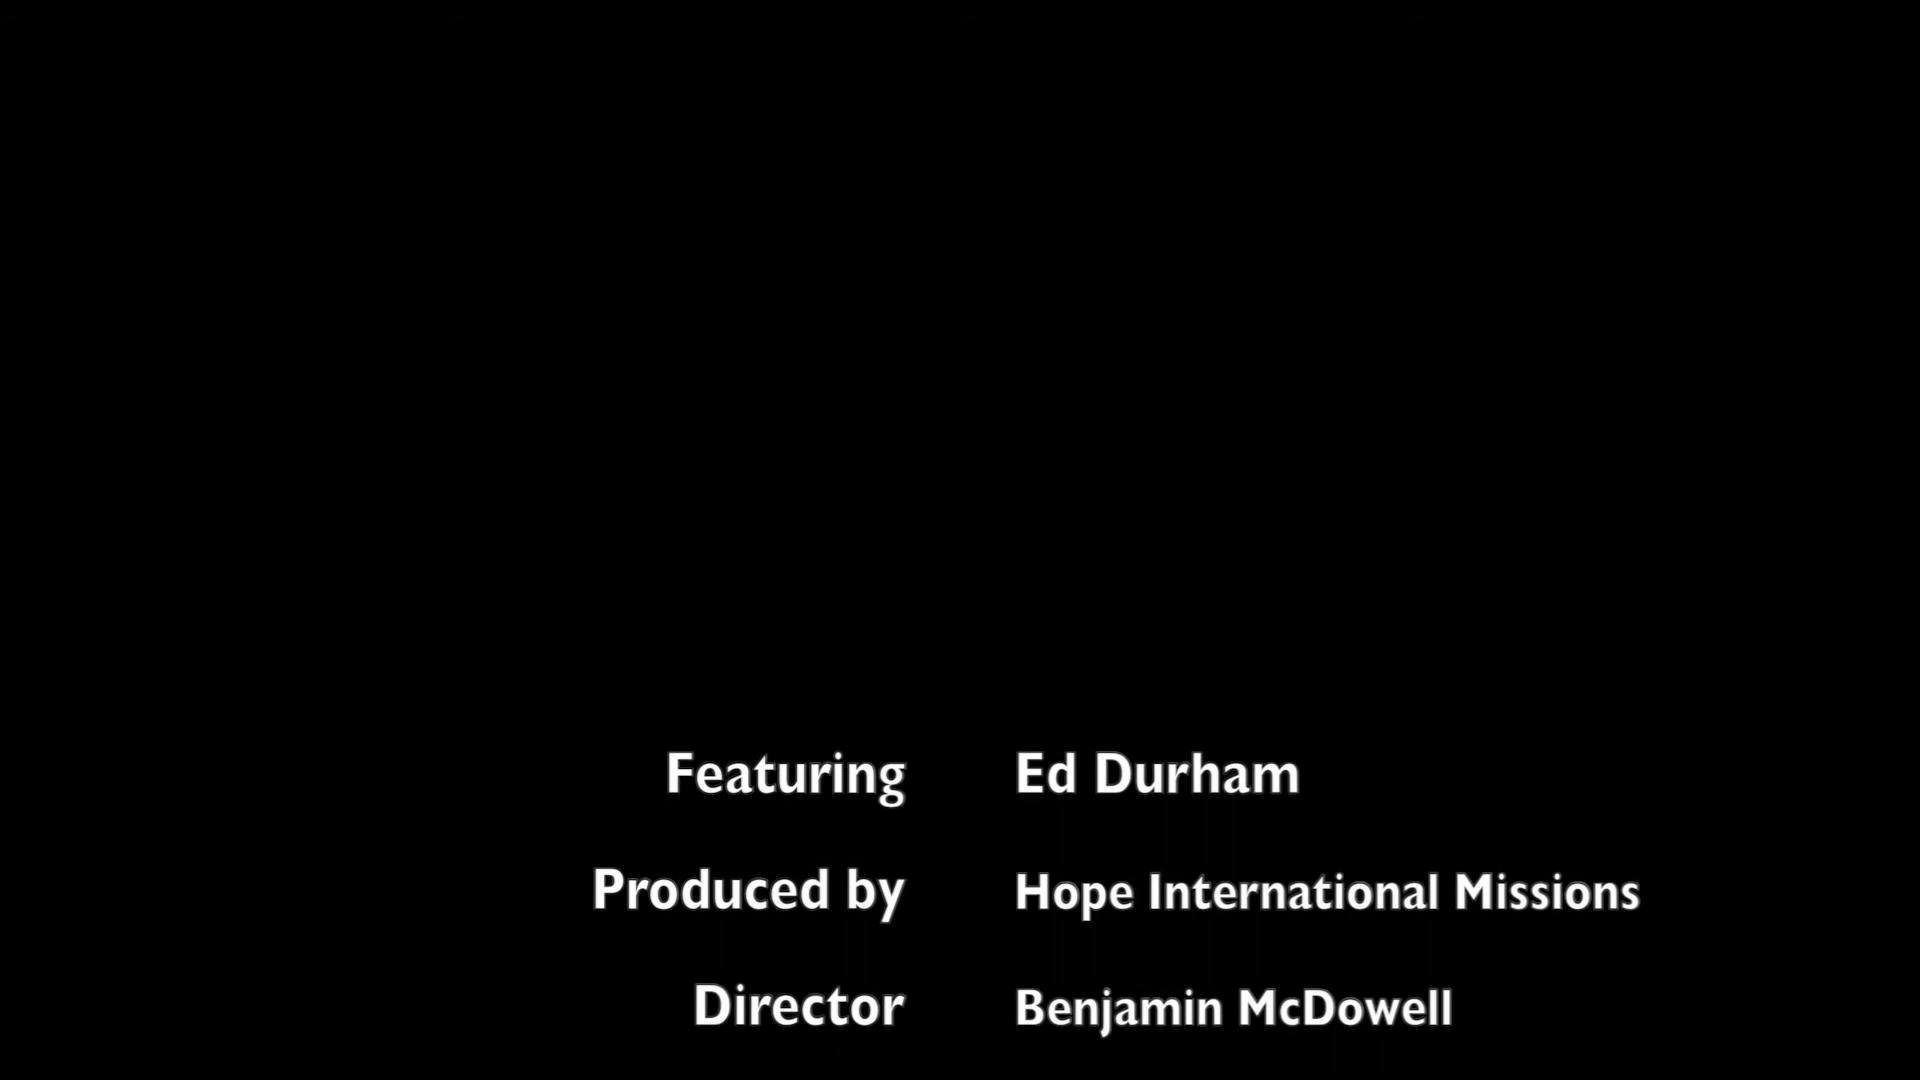 Featuring Ed Durham
Produced by Hope International Missions
Director Benjamin McDowell